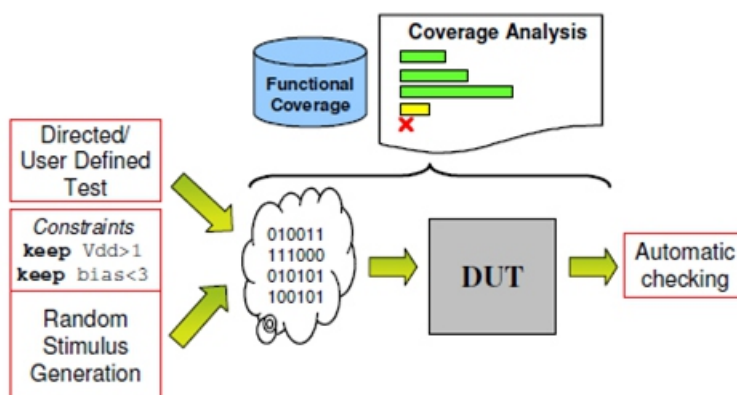 Coverage Analysis
Functional
Coverage
Directed/
User Defined
Test
Constraints
keep Vdd>1
keep bias<3
Random
Stimulus
Generation
010011
111000
010101
100101
DUT
Automatic
checking